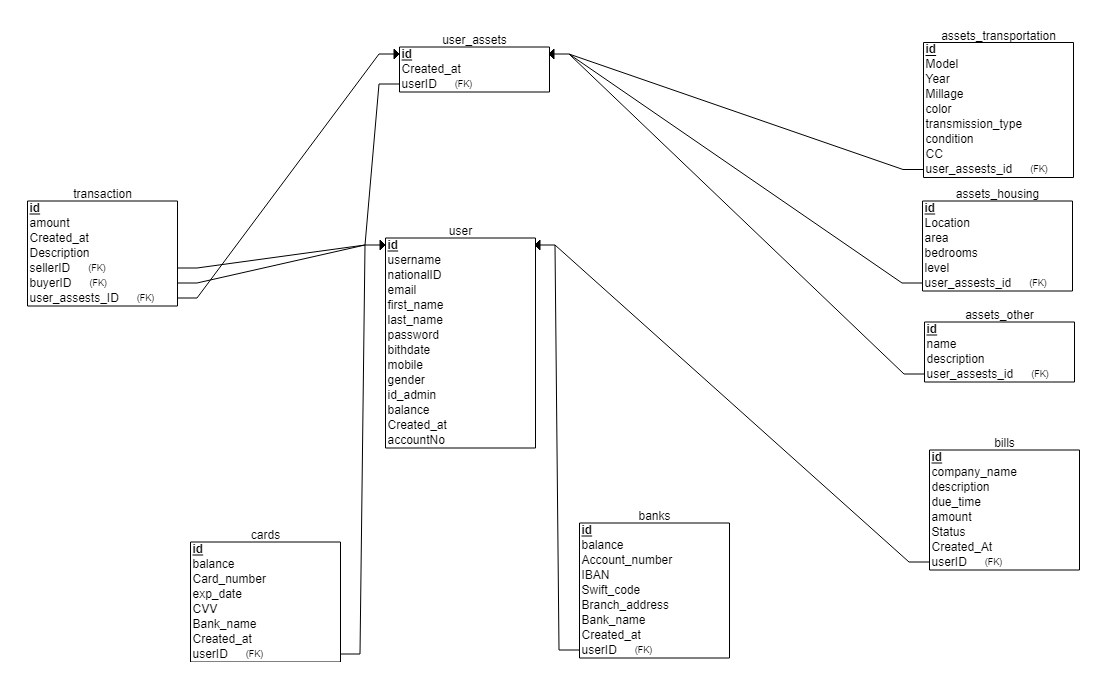 user_assets
id
Created_at
userID (FK)
assets_transportation
id
Model
Year
Millage
color
transmission_type
condition
CC
user_assests_id (FK)
transaction
id
amount
Created_at
Description
sellerID (FK)
buyerID (FK)
user_assests_ID (FK)
user
id
username
nationalID
email
first_name
last_name
password
bithdate
mobile
gender
id_admin
balance
Created_at
accountNo
assets_housing
id
Location
area
bedrooms
level
user_assests_id (FK)
assets_other
id
name
description
user_assests_id (FK)
bills
id
company_name
description
due_time
amount
Status
Created_At
userID (FK)
cards
id
balance
Card_number
exp_date
CVV
Bank_name
Created_at
userID (FK)
banks
id
balance
Account_number
IBAN
Swift_code
Branch_address
Bank_name
Created_at
userID (FK)